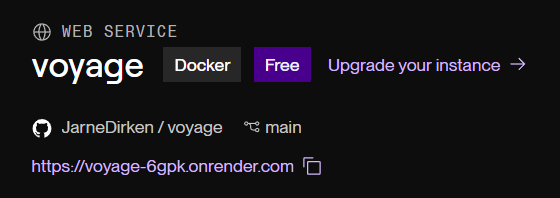 WEB SERVICE
voyage Docker Free Upgrade your instance →
JarneDirken / voyage main
https://voyage-6gpk.onrender.com